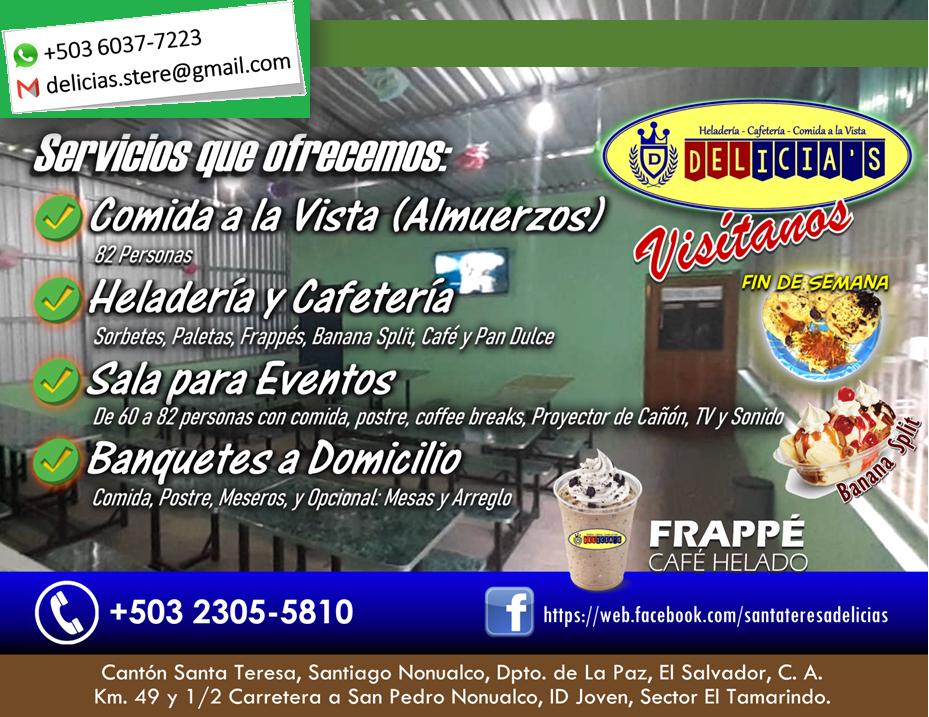 +503 6037-7223
delicias.stere@gmail.com
Servicios que ofrecemos:
Heladería - Cafetería - Comida a la Vista
D
DELICIA'S
Visítanos
Comida a la Vista (Almuerzos)
82 Personas
FIN DE SEMANA
Heladería y Cafetería
Sorbetes, Paletas, Frappés, Banana Split, Café y Pan Dulce
Sala para Eventos
De 60 a 82 personas con comida, postre, coffee breaks, Proyector de Cañón, TV y Sonido
Banana Split
Banquetes a Domicilio
Comida, Postre, Meseros, y Opcional: Mesas y Arreglo
DELICIA'S
FRAPPÉ
CAFÉ HELADO
+503 2305-5810
f https://web.facebook.com/santateresadelicias
Cantón Santa Teresa, Santiago Nonualco, Dpto. de La Paz, El Salvador, C. A.
Km. 49 y 1/2 Carretera a San Pedro Nonualco, ID Joven, Sector El Tamarindo.